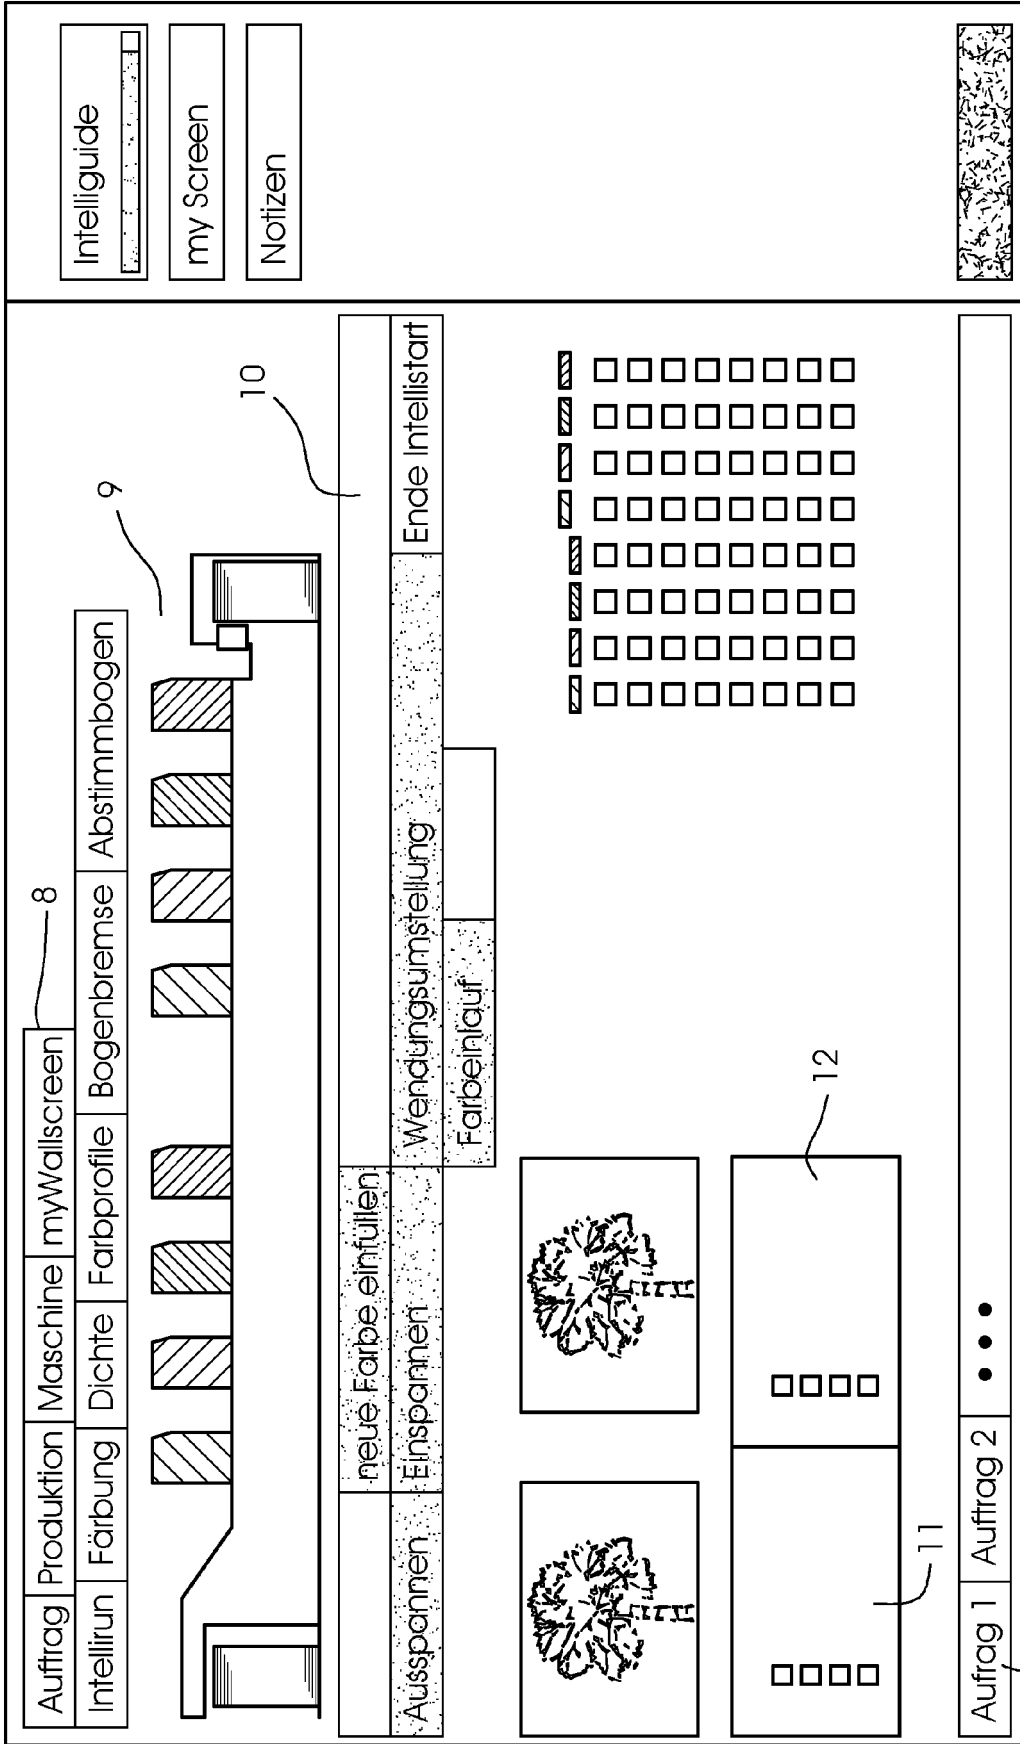 Auftrag Produktion Maschine myWallscreen 8
Intellirun Färbung Dichte Farbprofile Bogenbremse Abstimmbogen
9
10
neue Farbe einfüllen
Ausspannen Einspannen Wendungsumstellung Ende Intellistart
Farbeinlauf
11
12
Aufrag 1 Auftrag 2
Intelliguide
my Screen
Notizen